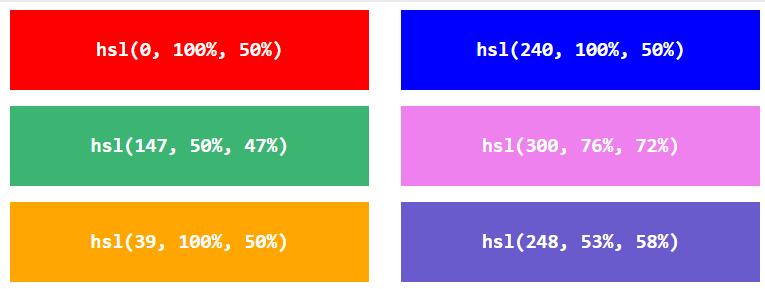 hsl(0, 100%, 50%)
hsl(240, 100%, 50%)
hsl(147, 50%, 47%)
hsl(300, 76%, 72%)
hsl(39, 100%, 50%)
hsl(248, 53%, 58%)